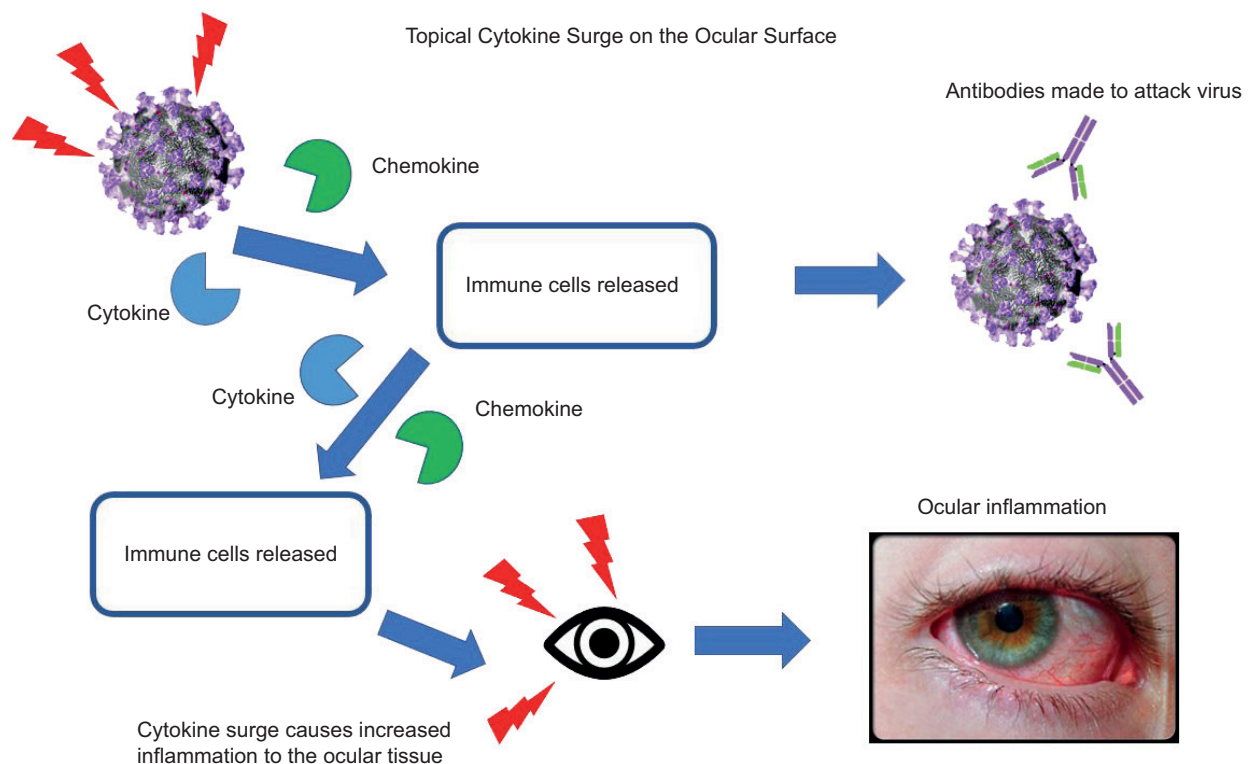 Topical Cytokine Surge on the Ocular Surface
Antibodies made to attack virus
Chemokine
Immune cells released
Cytokine
Cytokine
Chemokine
Ocular inflammation
Immune cells released
Cytokine surge causes increased
inflammation to the ocular tissue